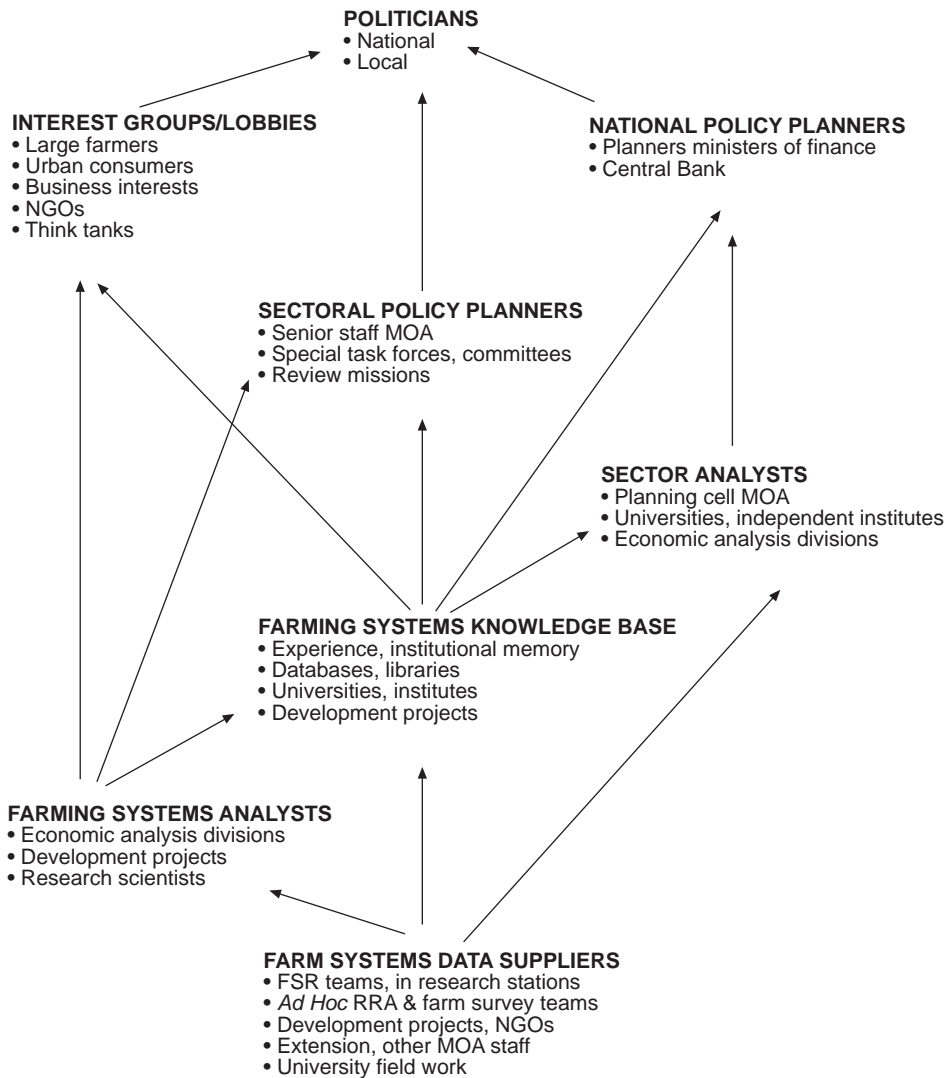 POLITICIANS
• National
• Local
INTEREST GROUPS/LOBBIES
• Large farmers
• Urban consumers
• Business interests
• NGOs
• Think tanks
NATIONAL POLICY PLANNERS
• Planners ministers of finance
• Central Bank
SECTORAL POLICY PLANNERS
• Senior staff MOA
• Special task forces, committees
• Review missions
SECTOR ANALYSTS
• Planning cell MOA
• Universities, independent institutes
• Economic analysis divisions
FARMING SYSTEMS KNOWLEDGE BASE
• Experience, institutional memory
• Databases, libraries
• Universities, institutes
• Development projects
FARMING SYSTEMS ANALYSTS
• Economic analysis divisions
• Development projects
• Research scientists
FARM SYSTEMS DATA SUPPLIERS
• FSR teams, in research stations
• Ad Hoc RRA & farm survey teams
• Development projects, NGOs
• Extension, other MOA staff
• University field work